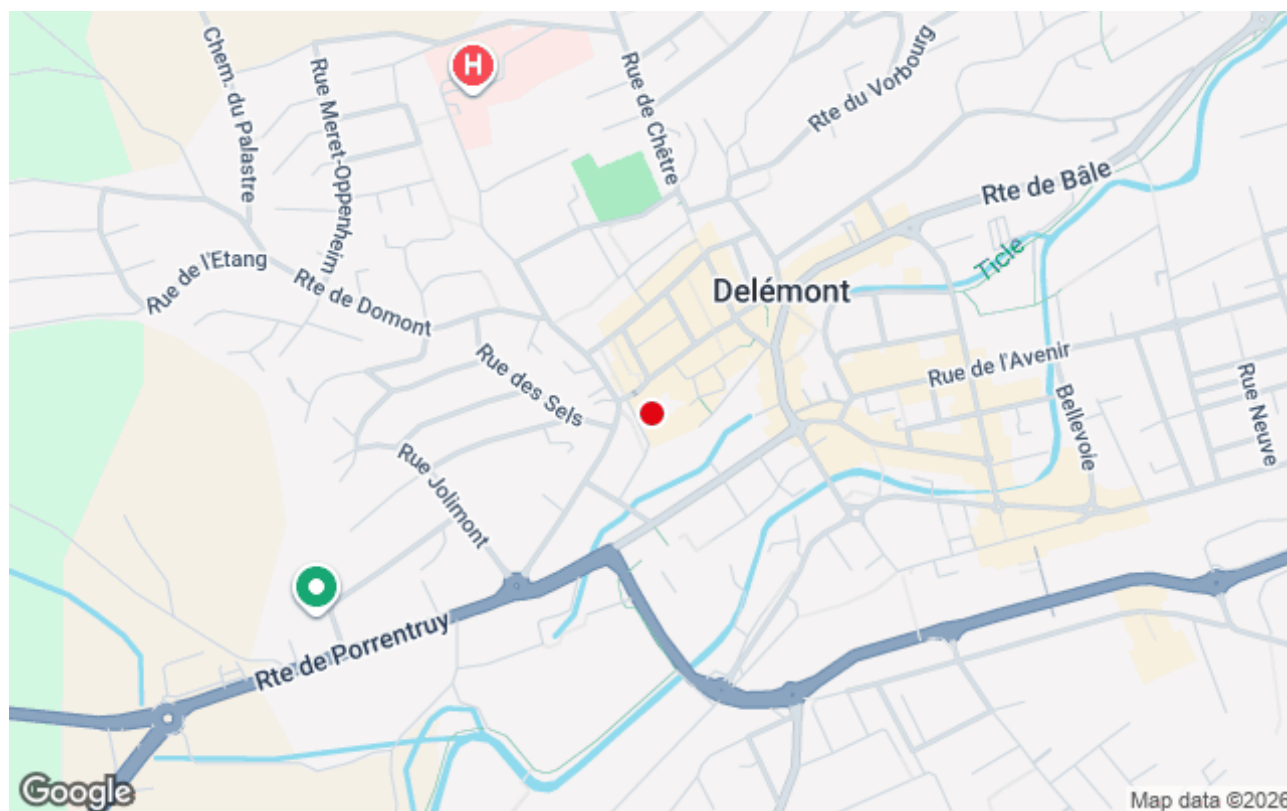 Chem. du Palastre
Rue Meret-Oppenheim
H
Rue de Chêtre
Rte du Vorbourg
Rte de Bâle
Rue de l'Etang
Rte de Domont
Ticle
Delémont
Rue des Sels
Rue de l'Avenir
Bellevoie
Rue Neuve
Rue Jolimont
Rte de Porrentruy
Google
Map data ©2026